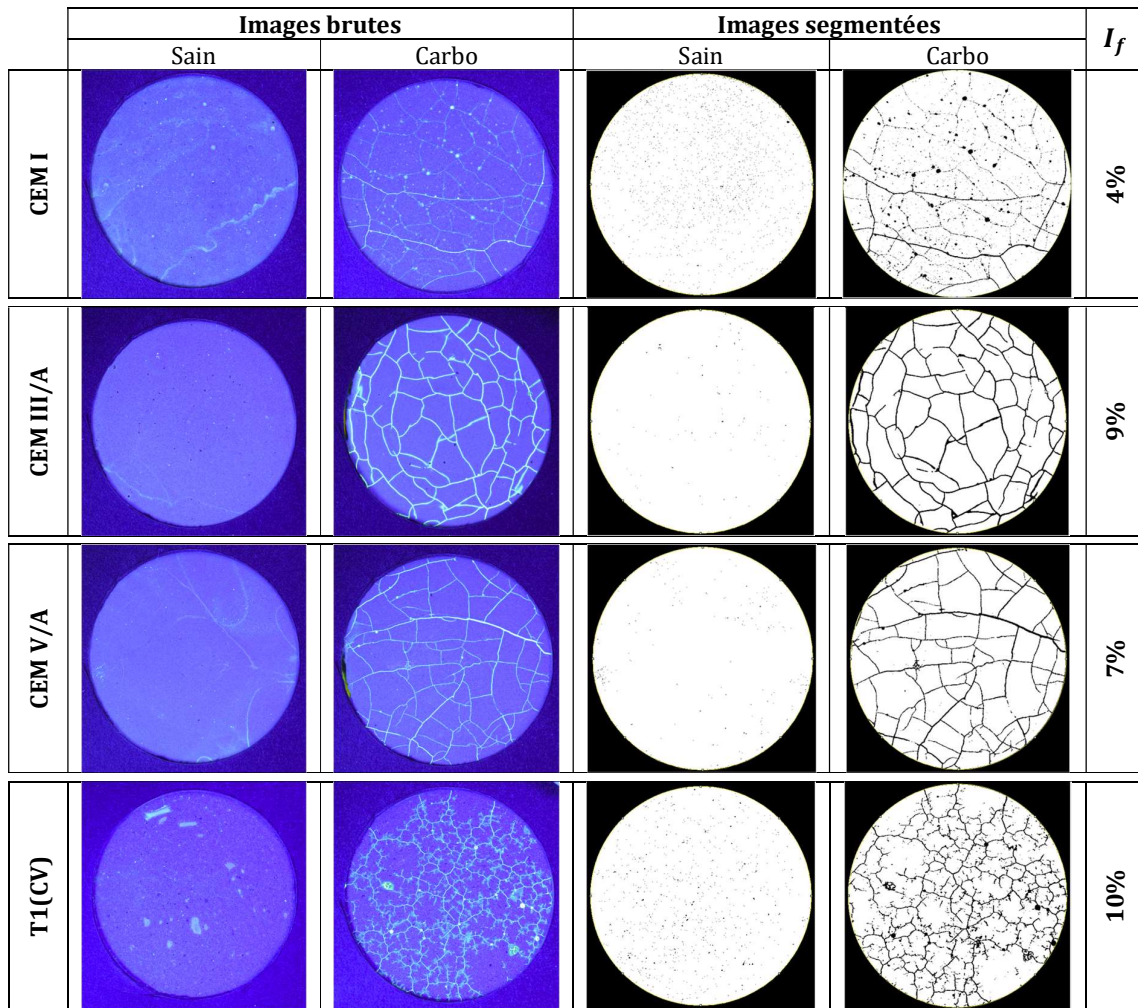 Images brutes Images segmentées I_f
Sain Carbo Sain Carbo
CEM I 4%
CEM III/A 9%
CEM V/A 7%
T1(CV) 10%